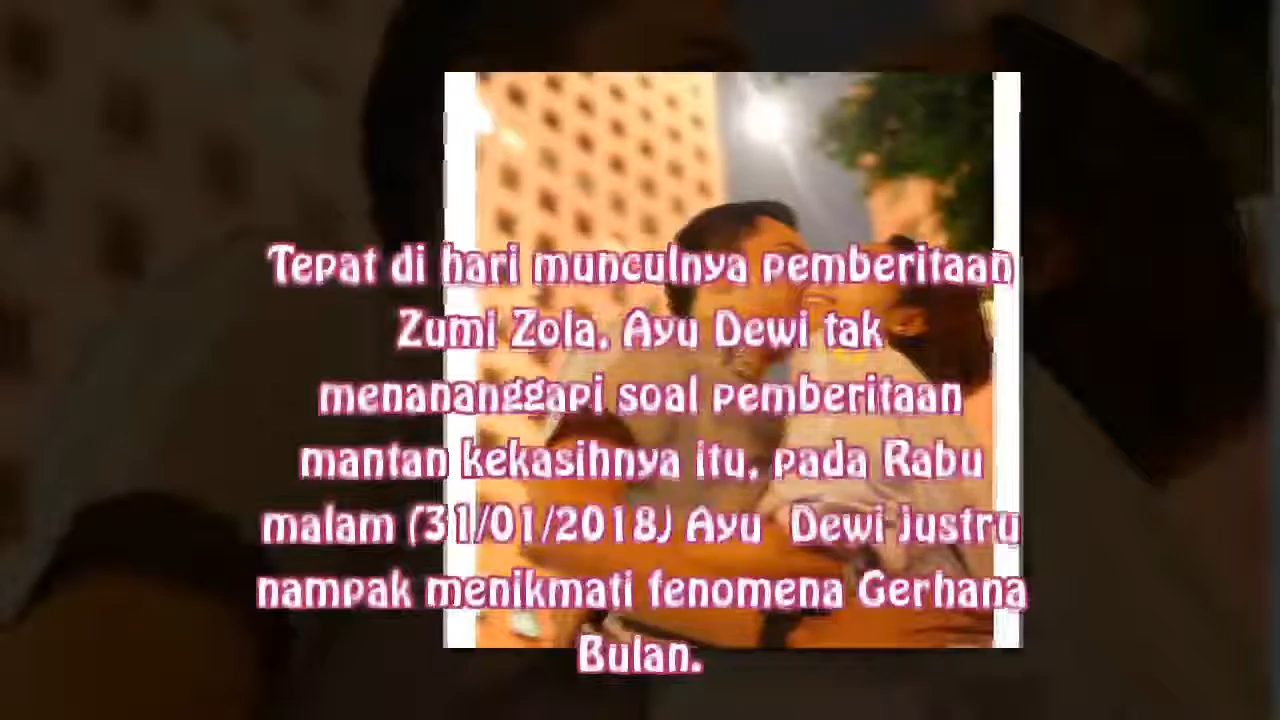 Tepat di hari munculnya pemberitaan
Zumi Zola, Ayu Dewi tak
menananggapi soal pemberitaan
mantan kekasihnya itu, pada Rabu
malam (31/01/2018) Ayu Dewi justru
nampak menikmati fenomena Gerhana
Bulan.